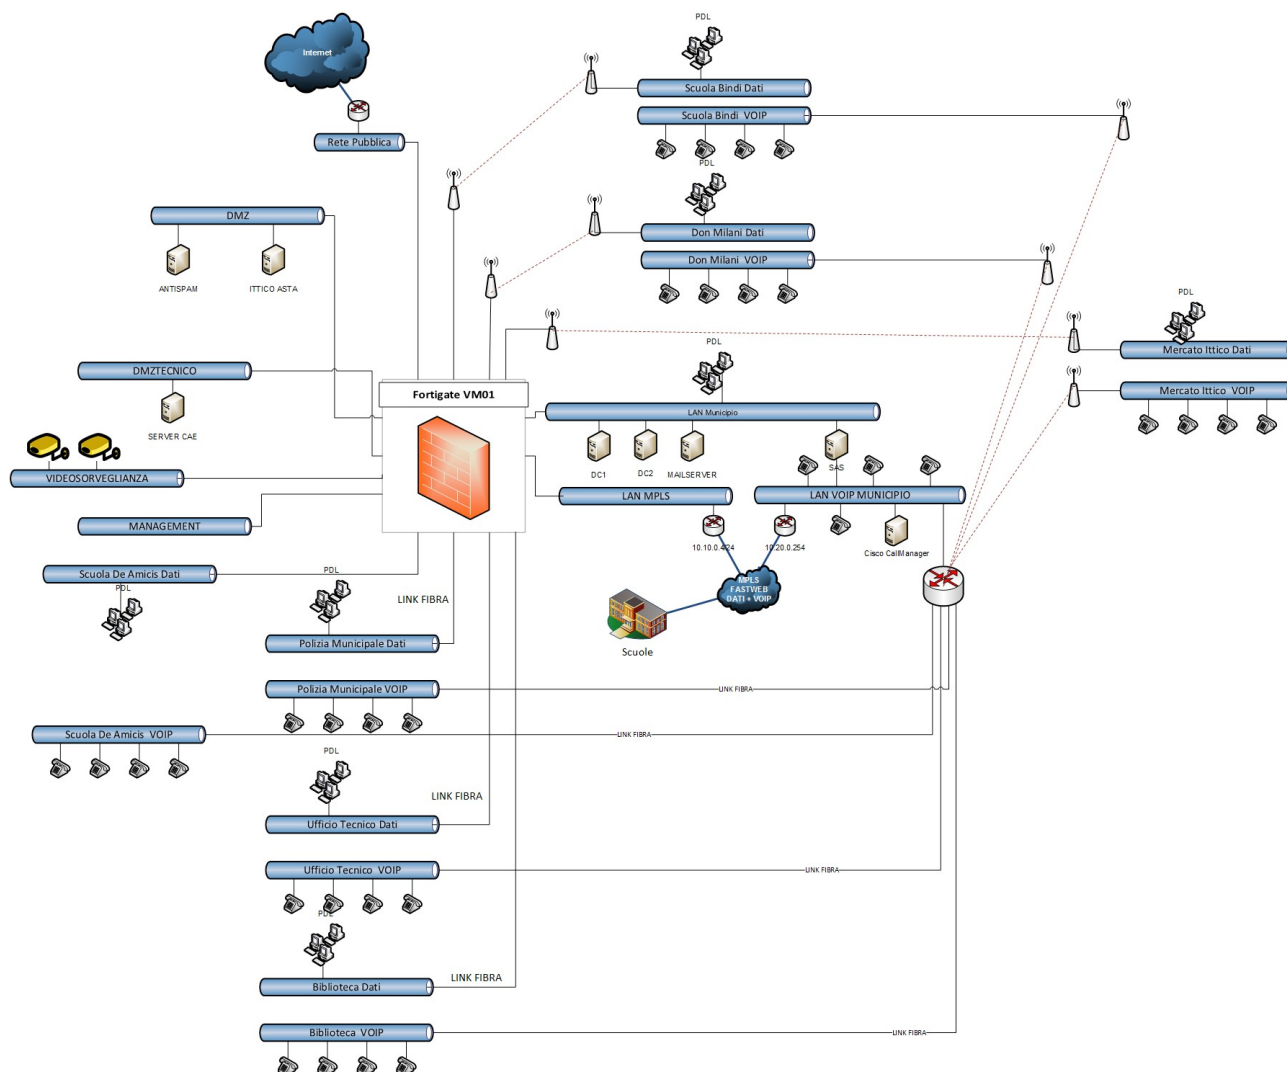 Internet
Rete Pubblica
PDL
Scuola Bindi Dati
Scuola Bindi  VOIP
PDL
Don Milani Dati
Don Milani  VOIP
DMZ
ANTISPAM
ITTICO ASTA
PDL
Mercato Ittico Dati
Mercato Ittico  VOIP
DMZTECNICO
SERVER CAE
Fortigate VM01
PDL
LAN Municipio
DC1
DC2
MAILSERVER
SAS
VIDEOSORVEGLIANZA
LAN MPLS
LAN VOIP MUNICIPIO
MANAGEMENT
10.10.0.4/24
10.20.0.254
Cisco CallManager
Scuola De Amicis Dati
PDL
MPLS
FASTWEB
DATI + VOIP
Scuole
PDL
LINK FIBRA
Polizia Municipale Dati
Polizia Municipale VOIP
LINK FIBRA
Scuola De Amicis  VOIP
LINK FIBRA
PDL
LINK FIBRA
Ufficio Tecnico Dati
Ufficio Tecnico  VOIP
LINK FIBRA
PDL
LINK FIBRA
Biblioteca Dati
Biblioteca  VOIP
LINK FIBRA